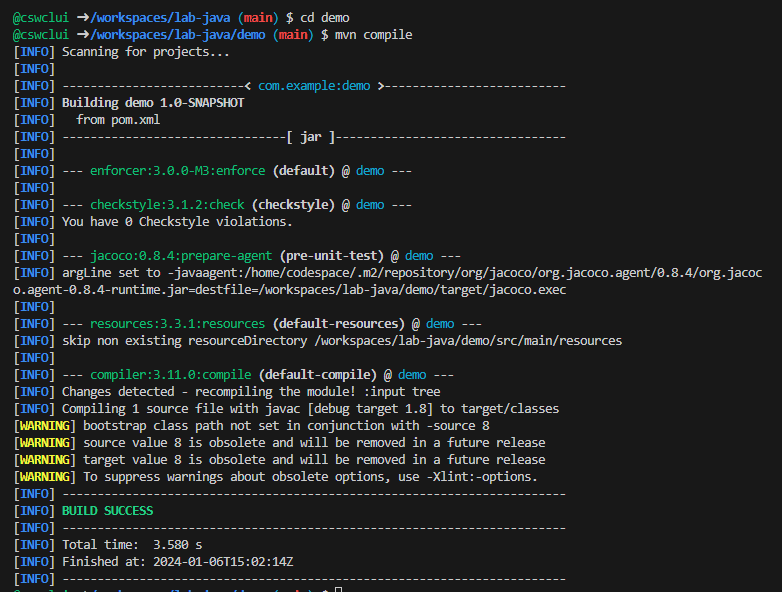 @cswclui ➜/workspaces/lab-java (main) $ cd demo
@cswclui ➜/workspaces/lab-java/demo (main) $ mvn compile
[INFO] Scanning for projects...
[INFO]
[INFO] --------------------------< com.example:demo >--------------------------
[INFO] Building demo 1.0-SNAPSHOT
[INFO]   from pom.xml
[INFO] --------------------------------[ jar ]---------------------------------
[INFO]
[INFO] --- enforcer:3.0.0-M3:enforce (default) @ demo ---
[INFO]
[INFO] --- checkstyle:3.1.2:check (checkstyle) @ demo ---
[INFO] You have 0 Checkstyle violations.
[INFO]
[INFO] --- jacoco:0.8.4:prepare-agent (pre-unit-test) @ demo ---
[INFO] argLine set to -javaagent:/home/codespace/.m2/repository/org/jacoco/org.jacoco.agent/0.8.4/org.jacoc
o.agent-0.8.4-runtime.jar=destfile=/workspaces/lab-java/demo/target/jacoco.exec
[INFO]
[INFO] --- resources:3.3.1:resources (default-resources) @ demo ---
[INFO] skip non existing resourceDirectory /workspaces/lab-java/demo/src/main/resources
[INFO]
[INFO] --- compiler:3.11.0:compile (default-compile) @ demo ---
[INFO] Changes detected - recompiling the module! :input tree
[INFO] Compiling 1 source file with javac [debug target 1.8] to target/classes
[WARNING] bootstrap class path not set in conjunction with -source 8
[WARNING] source value 8 is obsolete and will be removed in a future release
[WARNING] target value 8 is obsolete and will be removed in a future release
[WARNING] To suppress warnings about obsolete options, use -Xlint:-options.
[INFO] ------------------------------------------------------------------------
[INFO] BUILD SUCCESS
[INFO] ------------------------------------------------------------------------
[INFO] Total time:  3.580 s
[INFO] Finished at: 2024-01-06T15:02:14Z
[INFO] ------------------------------------------------------------------------